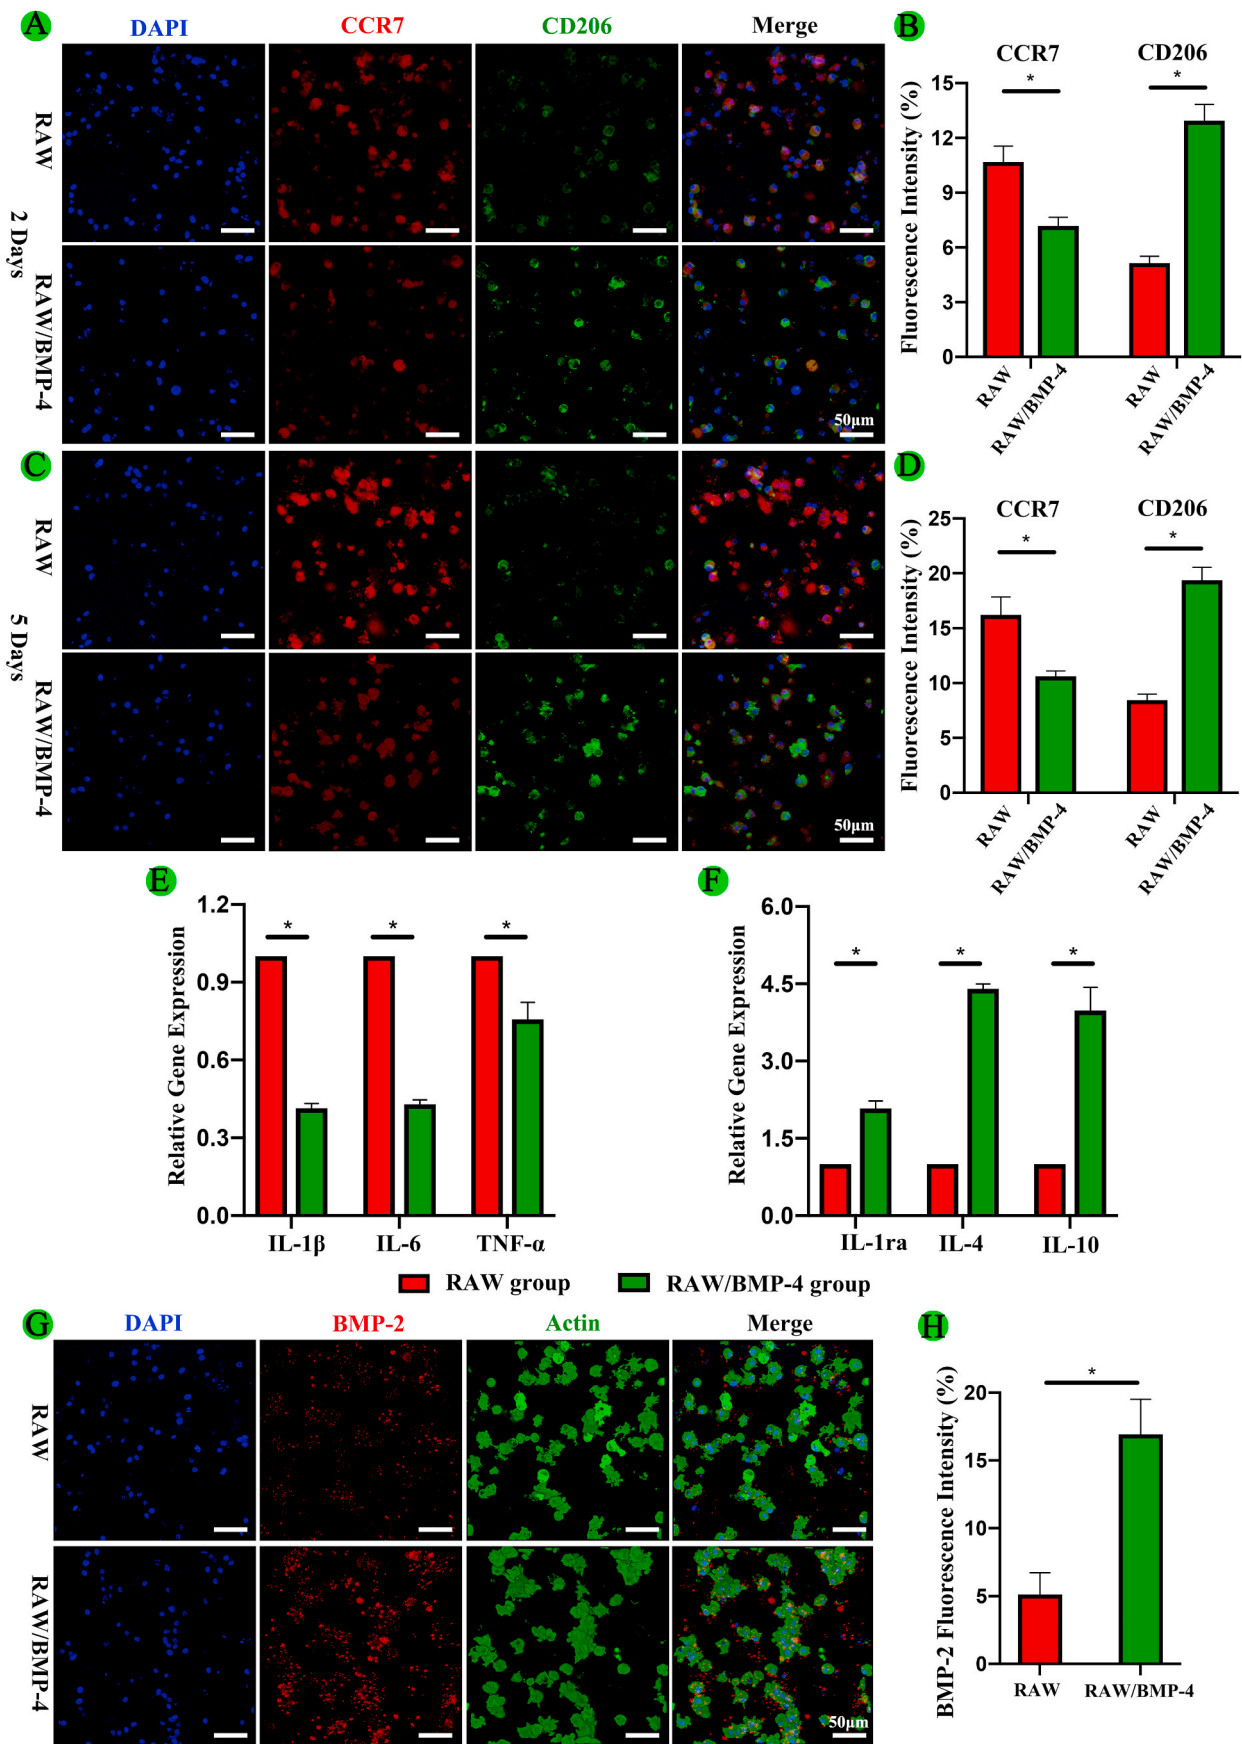 A
DAPI CCR7 CD206 Merge
2 Days
RAW
RAW/BMP-4
50μm
B
CCR7 CD206
* *
Fluorescence Intensity (%)
15
12
9
6
3
0
RAW RAW/BMP-4 RAW RAW/BMP-4
C
5 Days
RAW
RAW/BMP-4
50μm
D
CCR7 CD206
* *
Fluorescence Intensity (%)
25
20
15
10
5
0
RAW RAW/BMP-4 RAW RAW/BMP-4
E
Relative Gene Expression
1.2
0.9
0.6
0.3
0.0
* * *
IL-1β IL-6 TNF-α
F
Relative Gene Expression
6.0
4.5
3.0
1.5
0.0
* * *
IL-1ra IL-4 IL-10
RAW group RAW/BMP-4 group
G
DAPI BMP-2 Actin Merge
RAW
RAW/BMP-4
50μm
H
BMP-2 Fluorescence Intensity (%)
20
15
10
5
0
*
RAW RAW/BMP-4